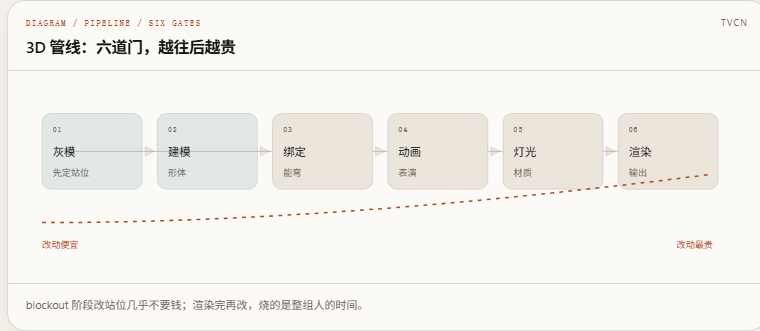 DIAGRAM / PIPELINE / SIX GATES
TVCN
3D 管线：六道门，越往后越贵
01
灰模
先定站位
02
建模
形体
03
绑定
能弯
04
动画
表演
05
灯光
材质
06
渲染
输出
改动便宜
改动最贵
blockout 阶段改站位几乎不要钱；渲染完再改，烧的是整组人的时间。